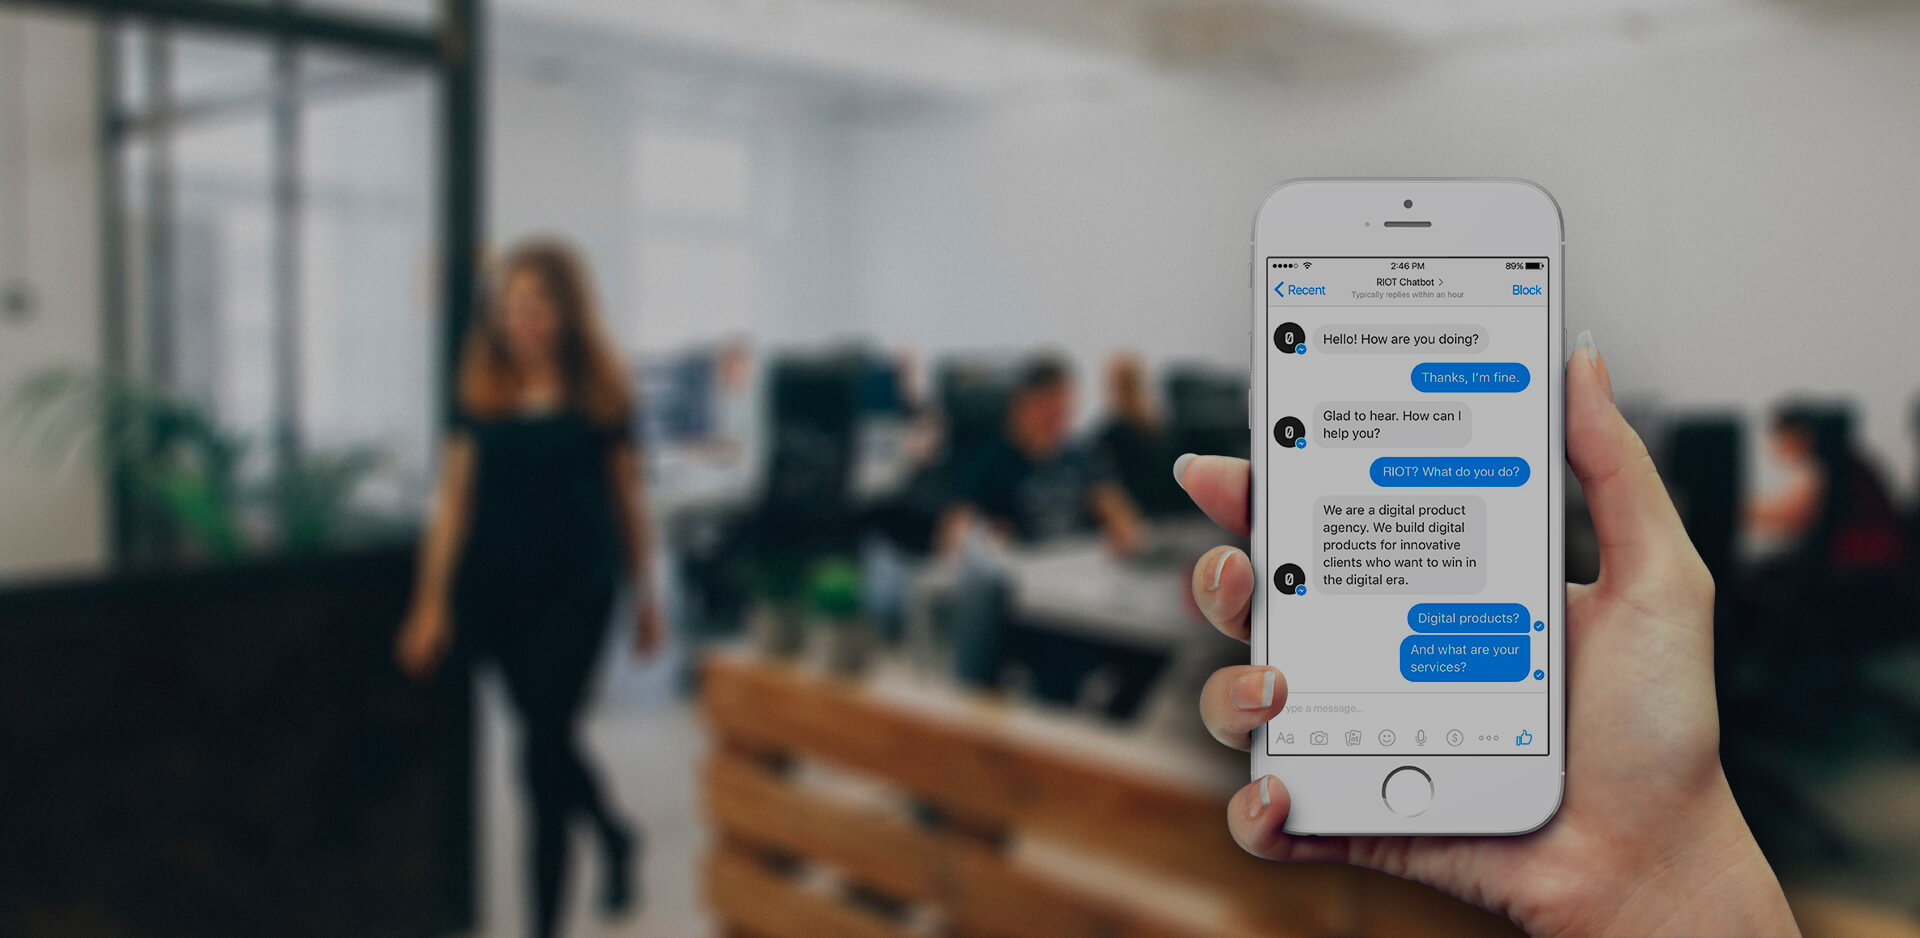 2:46 PM
89%
Recent
RIOT Chatbot
Block
Typically replies within an hour
Hello! How are you doing?
Thanks, I'm fine.
Glad to hear. How can I
help you?
RIOT? What do you do?
We are a digital product
agency. We build digital
products for innovative
clients who want to win in
the digital era.
Digital products?
And what are your
services?
ype a message...
Aa